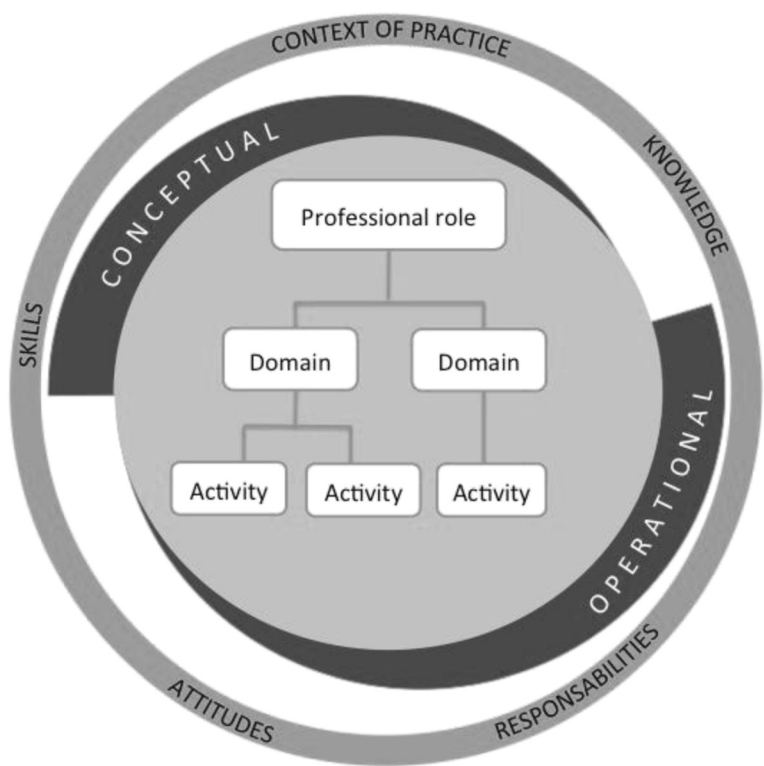 CONTEXT OF PRACTICE
KNOWLEDGE
CONCEPTUAL
Professional role
SKILLS
Domain
Domain
OPERATIONAL
Activity
Activity
Activity
RESPONSABILITIES
ATTITUDES